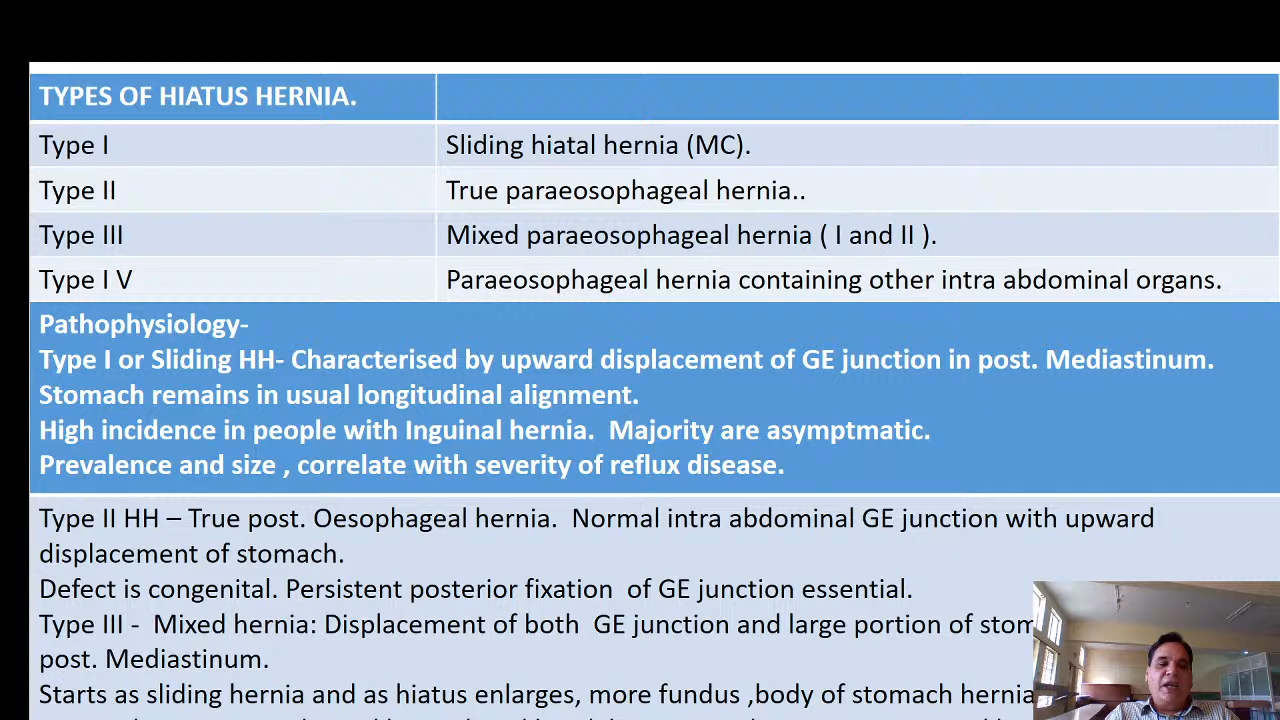 TYPES OF HIATUS HERNIA.
Type I Sliding hiatal hernia (MC).
Type II True paraeosophageal hernia..
Type III Mixed paraeosophageal hernia ( I and II ).
Type I V Paraeosophageal hernia containing other intra abdominal organs.
Pathophysiology-
Type I or Sliding HH- Characterised by upward displacement of GE junction in post. Mediastinum.
Stomach remains in usual longitudinal alignment.
High incidence in people with Inguinal hernia. Majority are asymptmatic.
Prevalence and size , correlate with severity of reflux disease.
Type II HH – True post. Oesophageal hernia. Normal intra abdominal GE junction with upward
displacement of stomach.
Defect is congenital. Persistent posterior fixation of GE junction essential.
Type III - Mixed hernia: Displacement of both GE junction and large portion of
post. Mediastinum.
Starts as sliding hernia and as hiatus enlarges, more fundus ,body of stomach